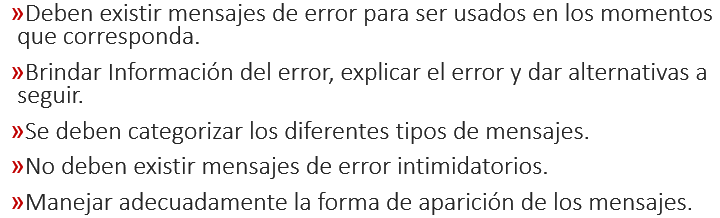 »Deben existir mensajes de error para ser usados en los momentos
que corresponda.
»Brindar Información del error, explicar el error y dar alternativas a
seguir.
»Se deben categorizar los diferentes tipos de mensajes.
»No deben existir mensajes de error intimidatorios.
»Manejar adecuadamente la forma de aparición de los mensajes.